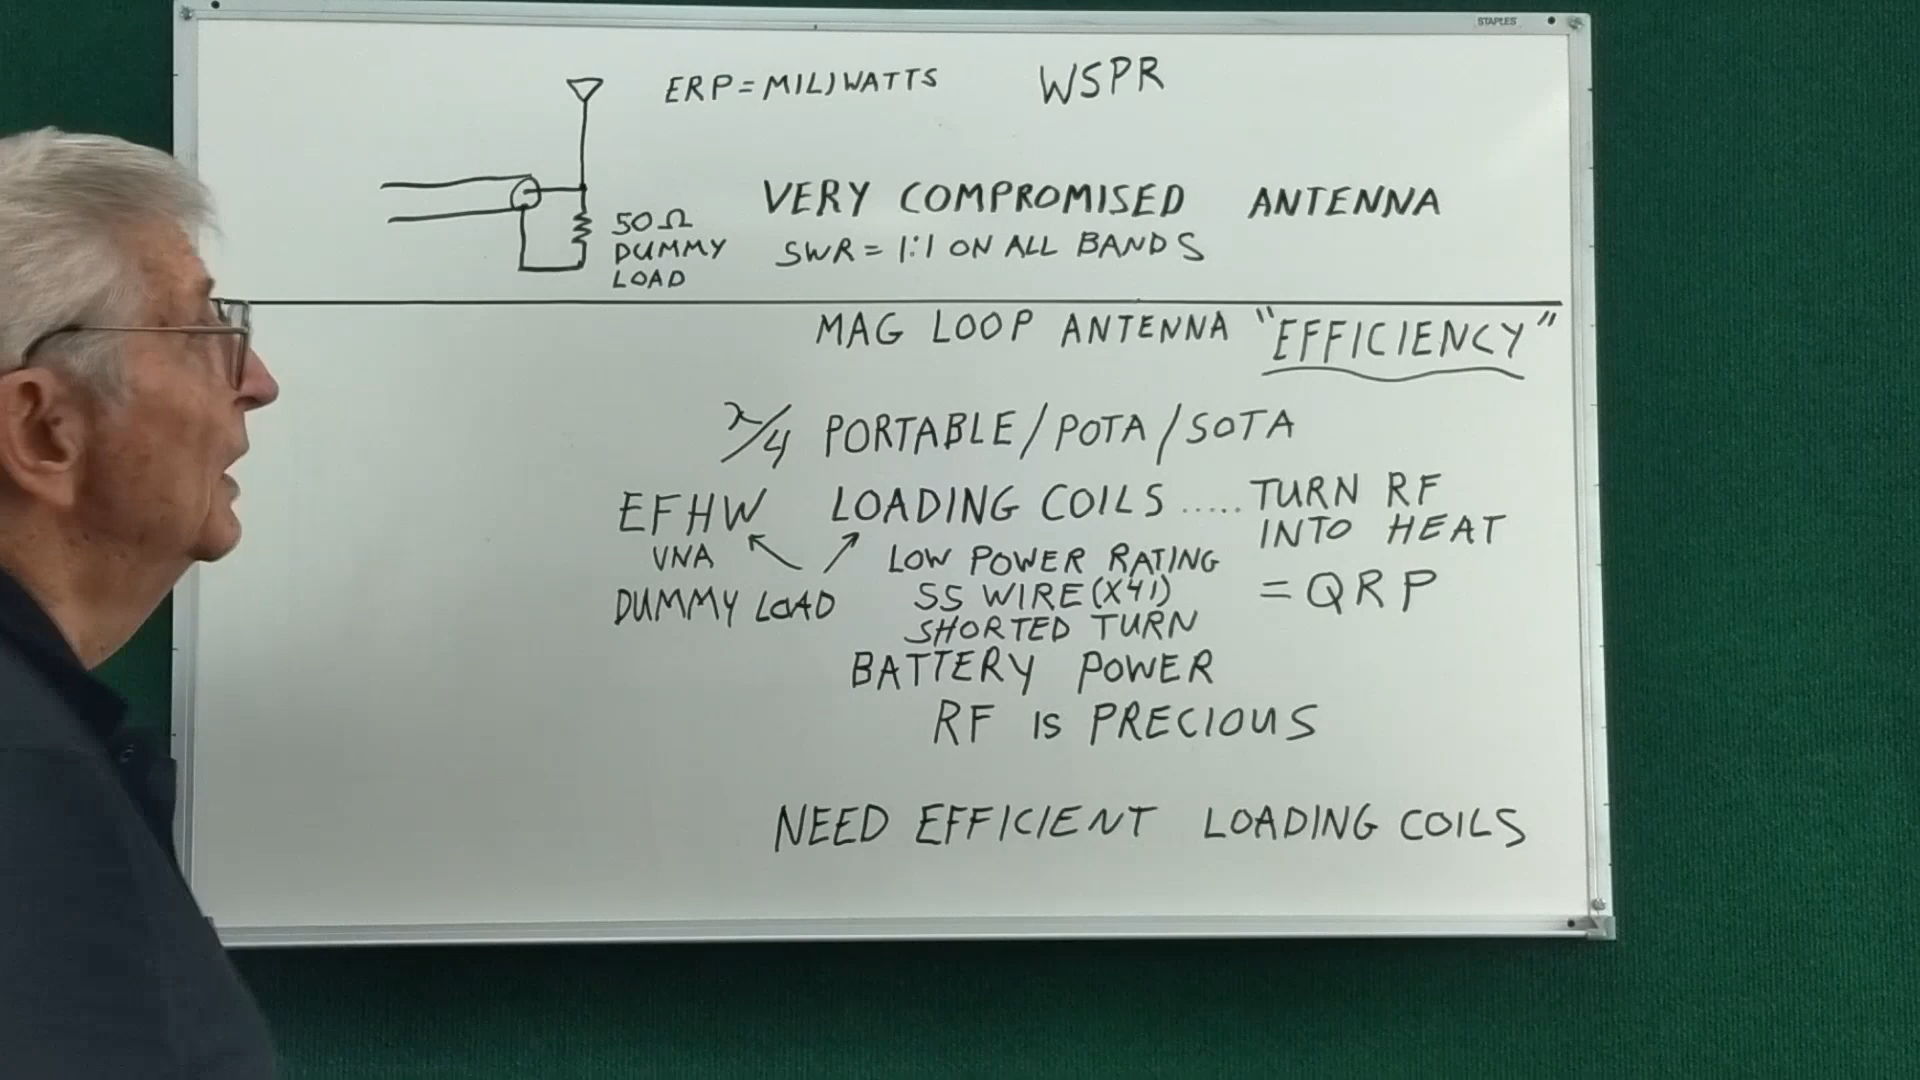 STAPLES
ERP = MILIWATTS WSPR
50Ω
DUMMY
LOAD
VERY COMPROMISED ANTENNA
SWR = 1:1 ON ALL BANDS
MAG LOOP ANTENNA "EFFICIENCY"
λ/4 PORTABLE/POTA/SOTA
EFHW LOADING COILS ..... TURN RF
INTO HEAT
= QRP
VNA
DUMMY LOAD
LOW POWER RATING
SS WIRE (X41)
SHORTED TURN
BATTERY POWER
RF IS PRECIOUS
NEED EFFICIENT LOADING COILS